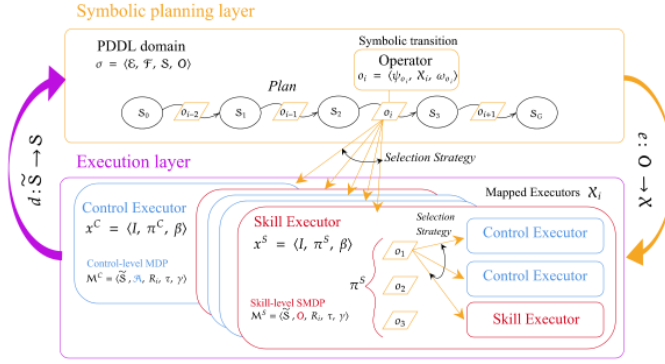 Symbolic planning layer
PDDL domain
σ = ⟨Ɛ, Ƒ, S, O⟩
Symbolic transition
Operator
o_i = ⟨ψ_{o_i}, X_i, ω_{o_i}⟩
Plan
S_0 o_{i-2} S_1 o_{i-1} S_2 o_i S_3 o_{i+1} S_G
d : S̃ → S
e : O → X
Selection Strategy
Execution layer
Mapped Executors X_i
Control Executor
x^C = ⟨I, π^C, β⟩
Control-level MDP
M^C = ⟨S̃, A, R_i, τ, γ⟩
Skill Executor
x^S = ⟨I, π^S, β⟩
Skill-level SMDP
M^S = ⟨S̃, O, R_i, τ, γ⟩
π^S
o_1
o_2
o_3
Selection
Strategy
Control Executor
Control Executor
Skill Executor